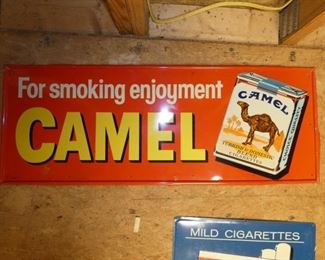 For smoking enjoyment
CAMEL
CAMEL
TURKISH & DOMESTIC
BLEND
CIGARETTES
MILD CIGARETTES